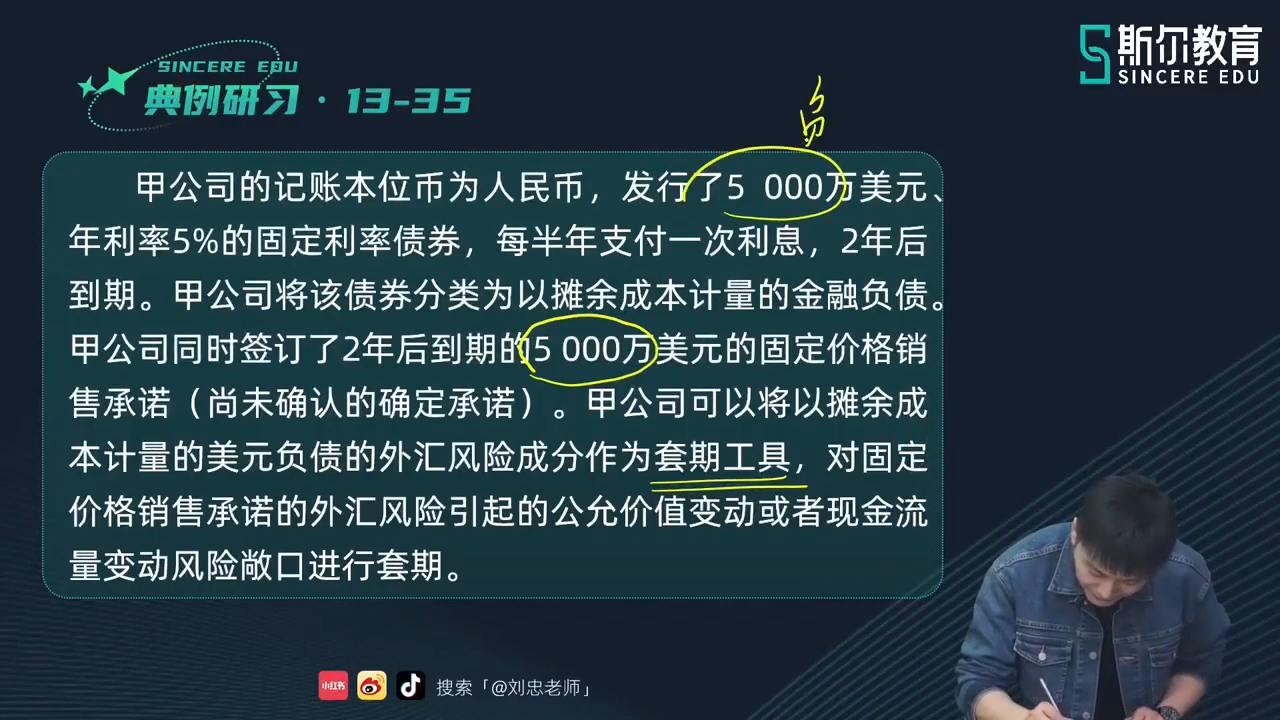 SINCERE EDU
典例研习·13-35
斯尔教育
SINCERE EDU
负
甲公司的记账本位币为人民币，发行了5 000万美元、
年利率5%的固定利率债券，每半年支付一次利息，2年后
到期。甲公司将该债券分类为以摊余成本计量的金融负债。
甲公司同时签订了2年后到期的5 000万美元的固定价格销
售承诺（尚未确认的确定承诺）。甲公司可以将以摊余成
本计量的美元负债的外汇风险成分作为套期工具，对固定
价格销售承诺的外汇风险引起的公允价值变动或者现金流
量变动风险敞口进行套期。
小红书
搜索「@刘忠老师」